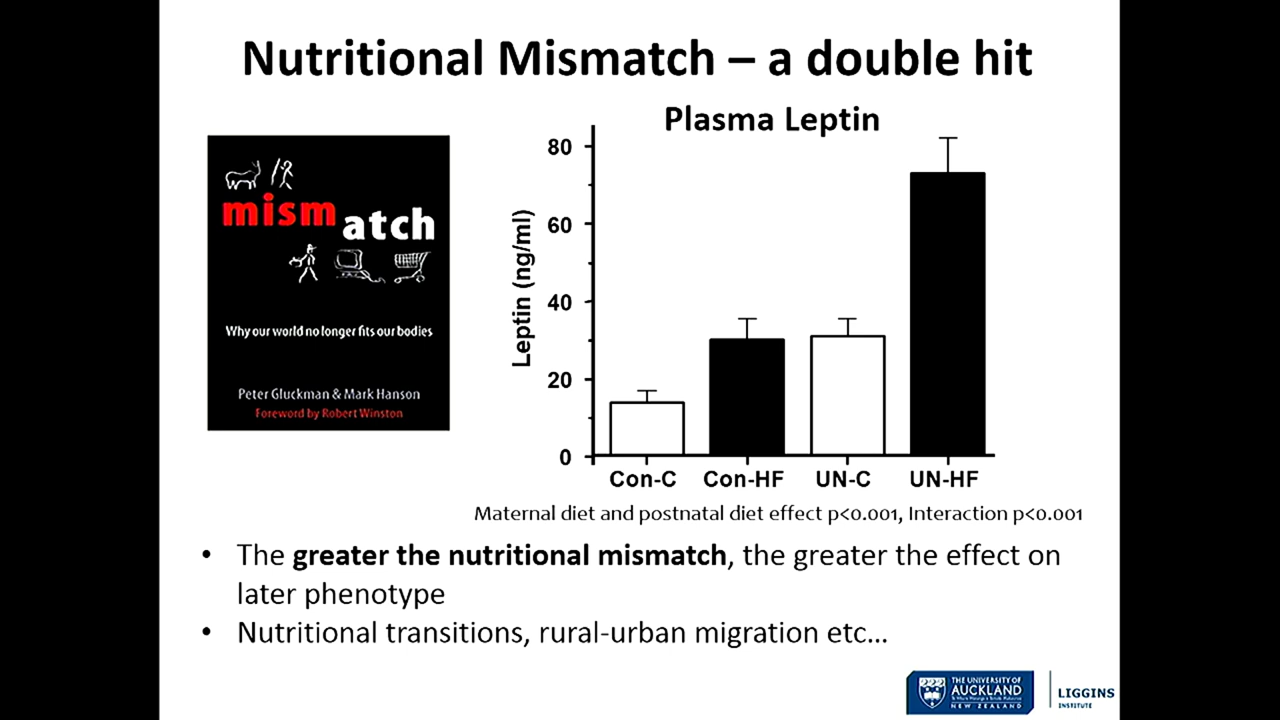 Nutritional Mismatch – a double hit
mismatch
Why our world no longer fits our bodies
Peter Gluckman & Mark Hanson
Foreword by Robert Winston
Plasma Leptin
Leptin (ng/ml)
80
60
40
20
0
Con-C Con-HF UN-C UN-HF
Maternal diet and postnatal diet effect p<0.001, Interaction p<0.001
• The greater the nutritional mismatch, the greater the effect on
later phenotype
• Nutritional transitions, rural-urban migration etc...
THE UNIVERSITY OF
AUCKLAND
NEW ZEALAND
LIGGINS
INSTITUTE